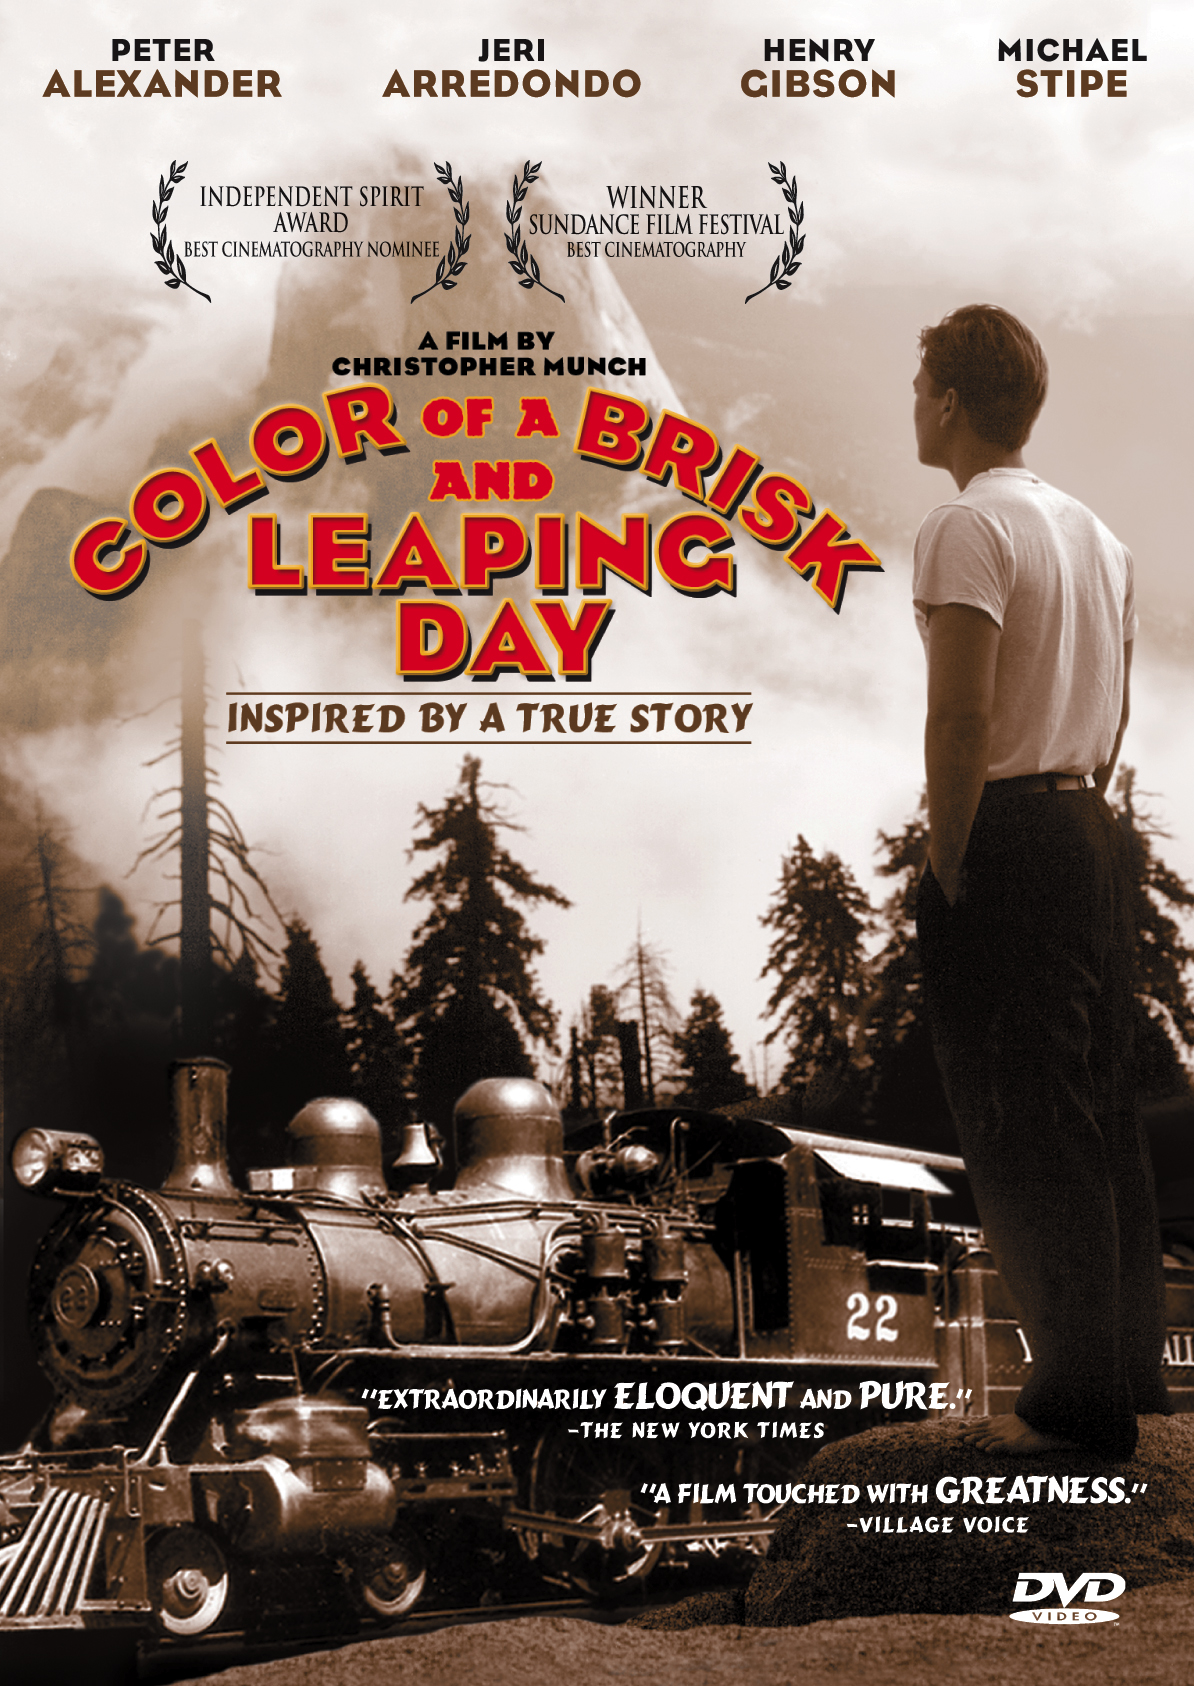 PETER ALEXANDER
JERI ARREDONDO
HENRY GIBSON
MICHAEL STIPE
INDEPENDENT SPIRIT
AWARD
BEST CINEMATOGRAPHY NOMINEE
WINNER
SUNDANCE FILM FESTIVAL
BEST CINEMATOGRAPHY
A FILM BY
CHRISTOPHER MUNCH
COLOR OF A BRISK
AND
LEAPING
DAY
INSPIRED BY A TRUE STORY
22
"EXTRAORDINARILY ELOQUENT AND PURE."
–THE NEW YORK TIMES
"A FILM TOUCHED WITH GREATNESS."
–VILLAGE VOICE
DVD
VIDEO